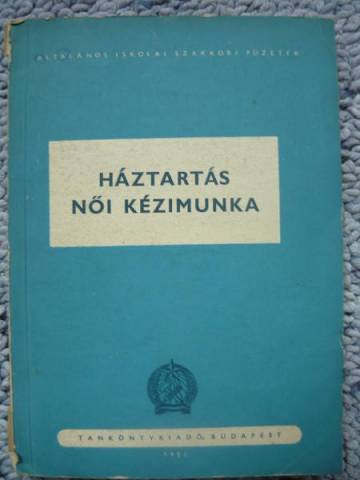 ÁLTALÁNOS ISKOLAI SZAKKÖRI FÜZETEK
HÁZTARTÁS
NŐI KÉZIMUNKA
TANKÖNYVKIADÓ, BUDAPEST